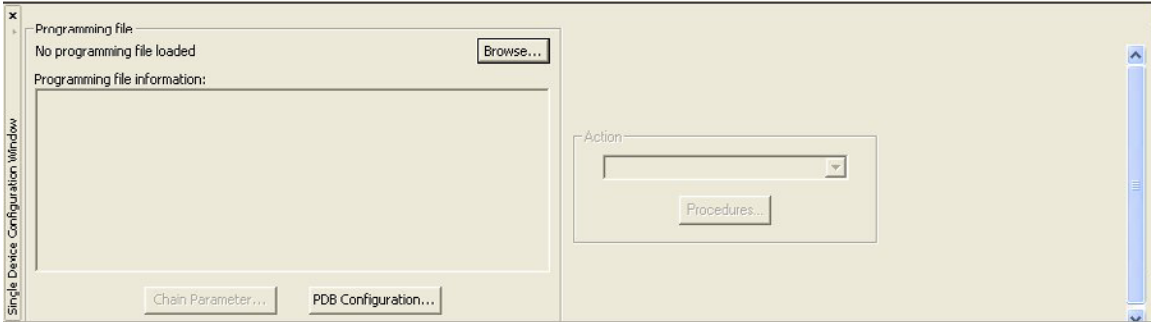 Single Device Configuration Window
Programming file
No programming file loaded
Browse...
Programming file information:
Action
Procedures...
Chain Parameter...
PDB Configuration...